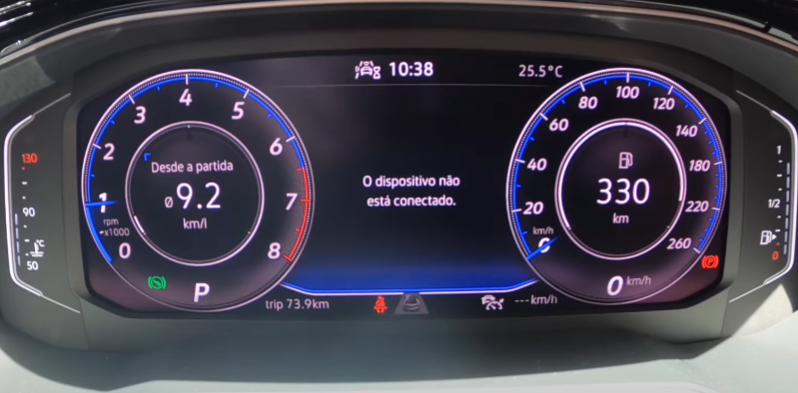 10:38
25.5°C
4
3
5
2
6
1
7
0
8
rpm
x1000
Desde a partida
ø9.2
km/l
P
O dispositivo não
está conectado.
100
80
120
60
140
40
180
20
220
0
260
km/h
330
km
0 km/h
130
90
°C
50
1
1/2
0
trip 73.9km
---km/h